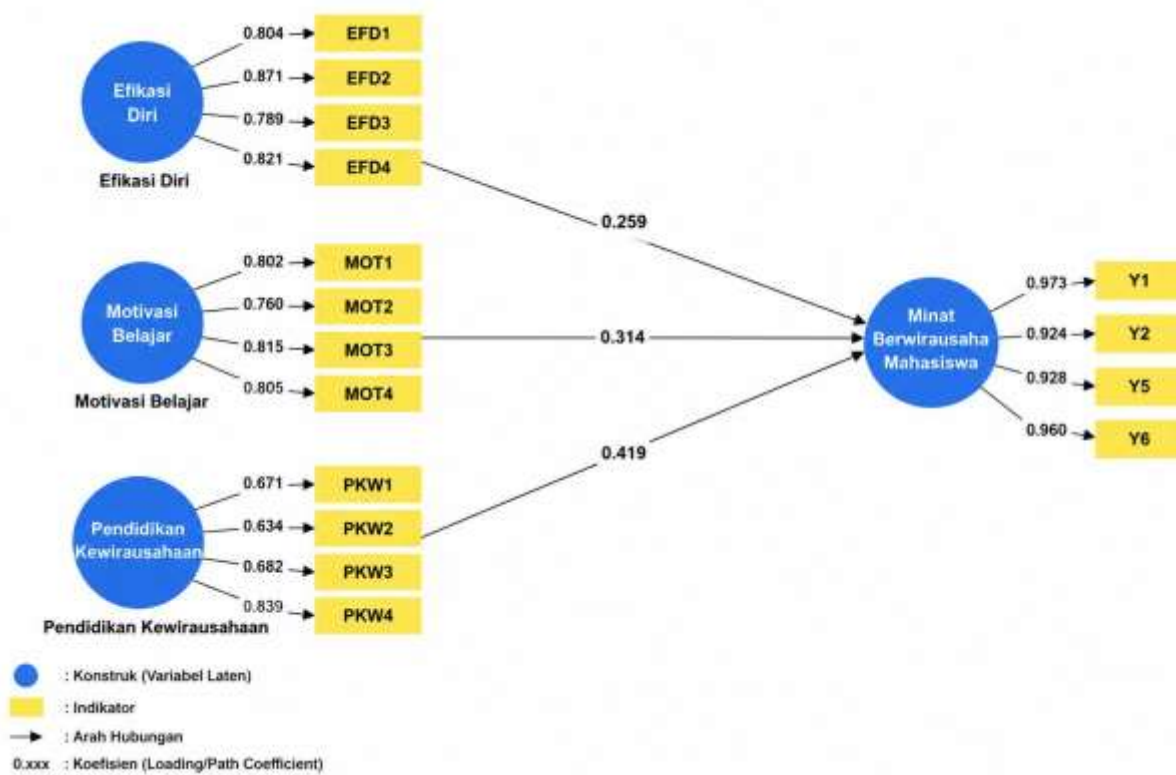 0.804
EFD1
0.871
EFD2
0.789
EFD3
0.821
EFD4
Efikasi
Diri
Efikasi Diri
0.259
0.802
MOT1
0.760
MOT2
0.815
MOT3
0.805
MOT4
Motivasi
Belajar
Motivasi Belajar
0.314
Minat
Berwirausaha
Mahasiswa
0.973
Y1
0.924
Y2
0.928
Y5
0.960
Y6
0.419
0.671
PKW1
0.634
PKW2
0.682
PKW3
0.839
PKW4
Pendidikan
Kewirausahaan
Pendidikan Kewirausahaan
: Konstruk (Variabel Laten)
: Indikator
: Arah Hubungan
0.xxx : Koefisien (Loading/Path Coefficient)